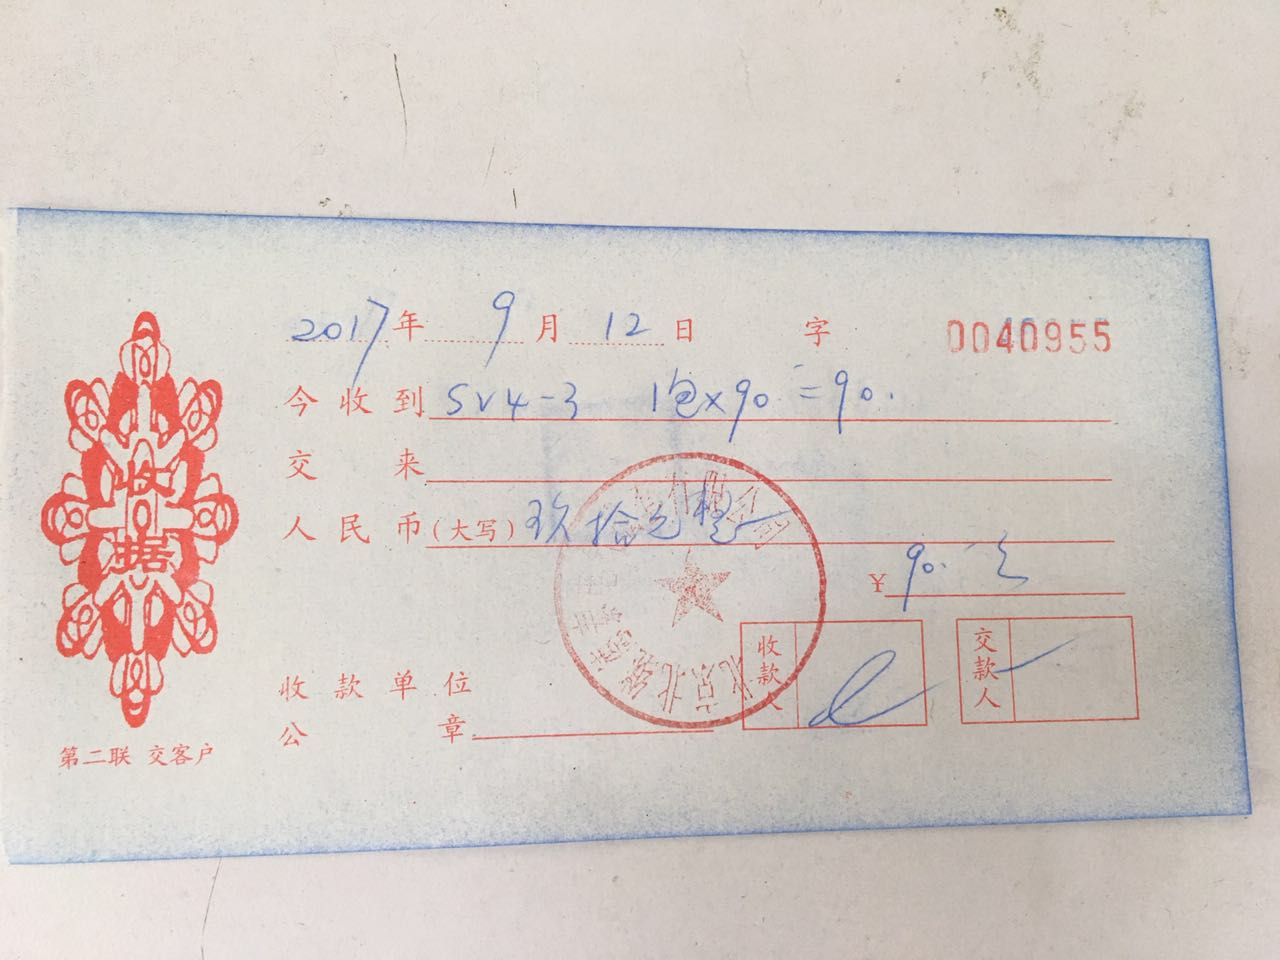 2017年 9月 12日 字 0040955
今收到 SV4-3 1包×90=90.
交来
人民币(大写) 玖拾元整
¥ 90.元
收据
收款人
交款人
收款单位
公章
北京北
第二联 交客户